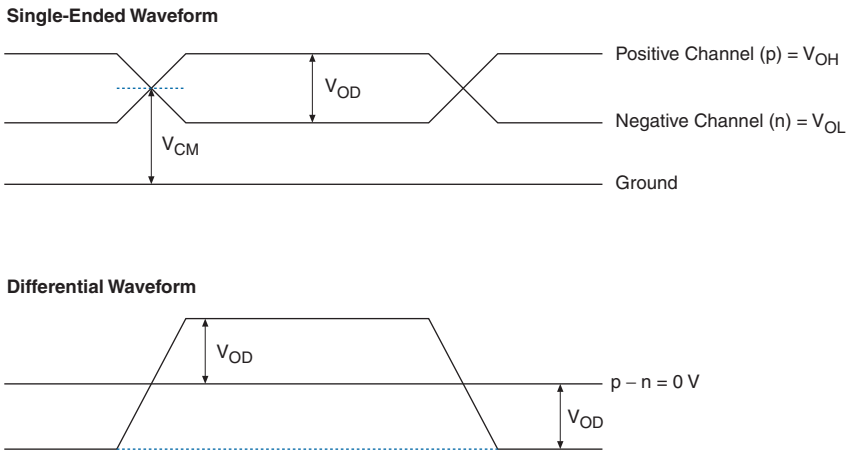 Single-Ended Waveform
Positive Channel (p) = VOH
VOD
Negative Channel (n) = VOL
VCM
Ground
Differential Waveform
VOD
p – n = 0 V
VOD